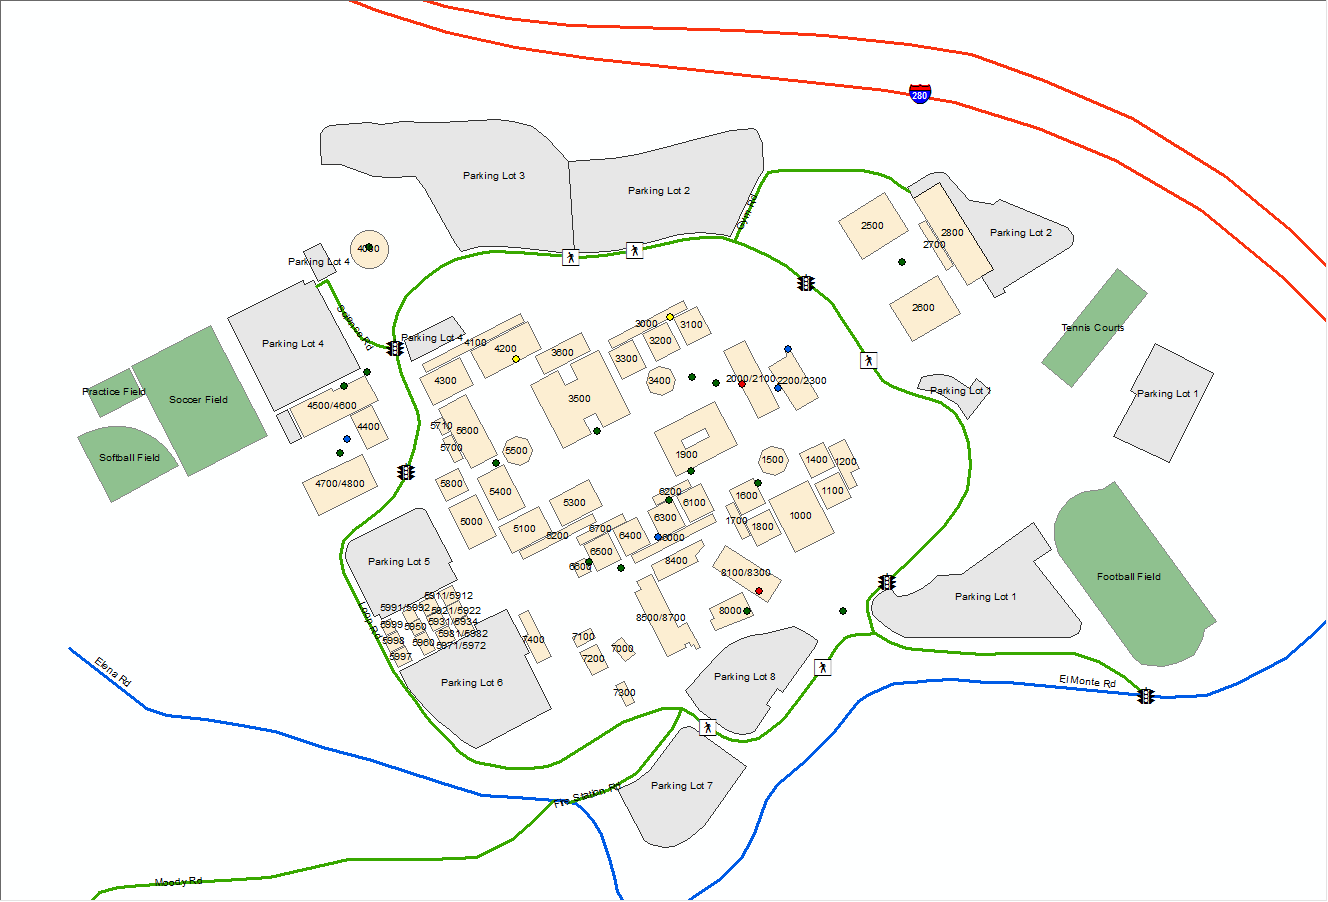 280
Parking Lot 3
Parking Lot 2
Gym Rd
2500
2800
2700
Parking Lot 2
4000
Parking Lot 4
2600
Science Rd
Parking Lot 4
Parking Lot 4
4100
4200
3600
3000
3100
3200
3300
Tennis Courts
4300
3400
2000/2100
2200/2300
Parking Lot 1
Parking Lot 1
Practice Field
Soccer Field
3500
4500/4600
4400
5710
5600
5700
5500
1900
1500
1400
1200
Softball Field
4700/4800
5800
5400
5300
6200
6100
1600
1100
5000
5100
5200
6700
6400
6300
6000
1700
1800
1000
6500
6600
8400
8100/8300
Parking Lot 5
Football Field
Parking Lot 1
5911/5912
5991/5992
5921/5922
5999
5950
5931/5934
5981/5982
5998
5960
5971/5972
5997
Loop Rd
7400
7100
7000
7200
7300
8500/8700
8000
Parking Lot 6
Parking Lot 8
El Monte Rd
Elena Rd
Parking Lot 7
Fire Station Rd
Moody Rd